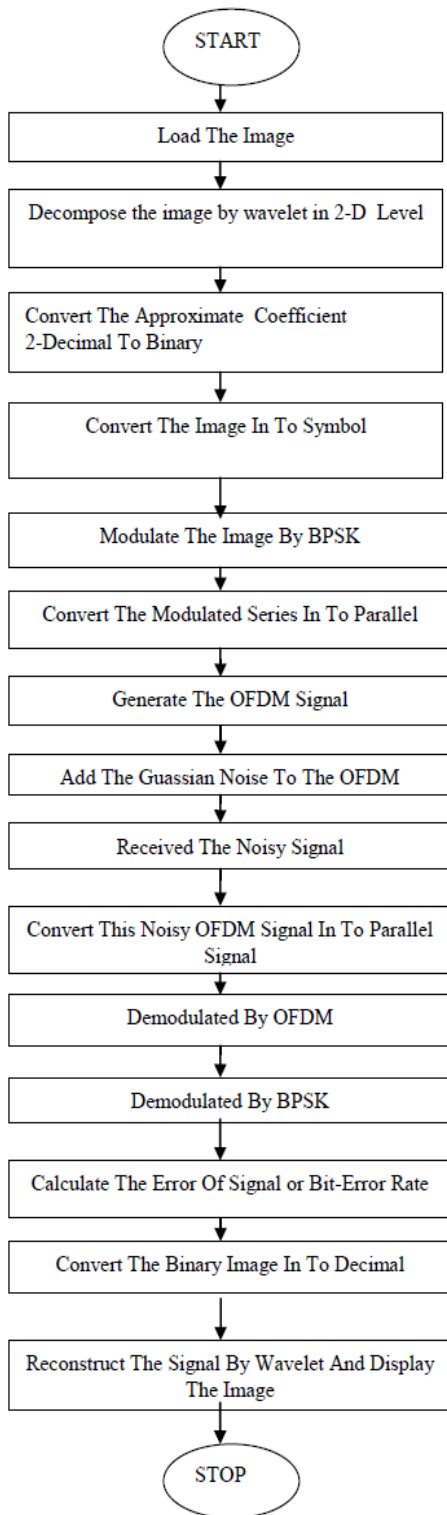 START
Load The Image
Decompose the image by wavelet in 2-D Level
Convert The Approximate Coefficient
2-Decimal To Binary
Convert The Image In To Symbol
Modulate The Image By BPSK
Convert The Modulated Series In To Parallel
Generate The OFDM Signal
Add The Guassian Noise To The OFDM
Received The Noisy Signal
Convert This Noisy OFDM Signal In To Parallel
Signal
Demodulated By OFDM
Demodulated By BPSK
Calculate The Error Of Signal or Bit-Error Rate
Convert The Binary Image In To Decimal
Reconstruct The Signal By Wavelet And Display
The Image
STOP